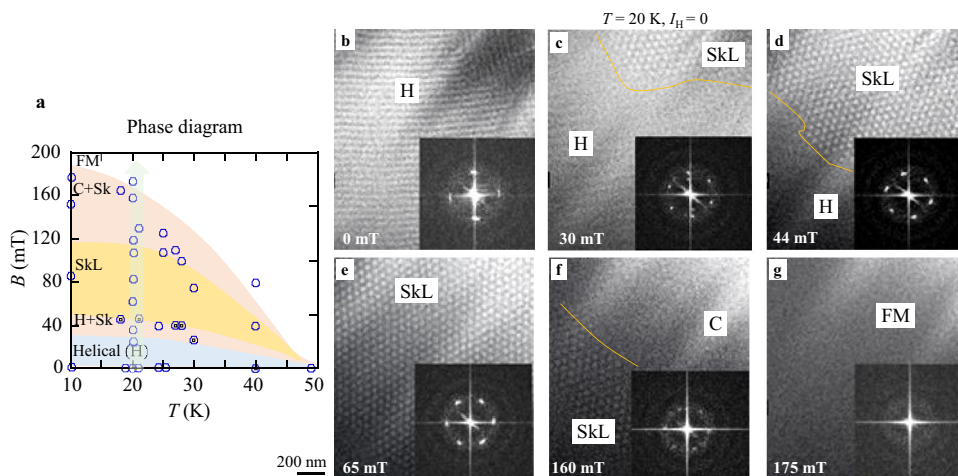 T = 20 K, I_H = 0
a
Phase diagram
200
160
120
80
40
0
B (mT)
FM
C+Sk
SkL
H+Sk
Helical (H)
10
20
30
40
50
T (K)
200 nm
b
H
0 mT
c
SkL
H
30 mT
d
SkL
H
44 mT
e
SkL
65 mT
f
C
SkL
160 mT
g
FM
175 mT